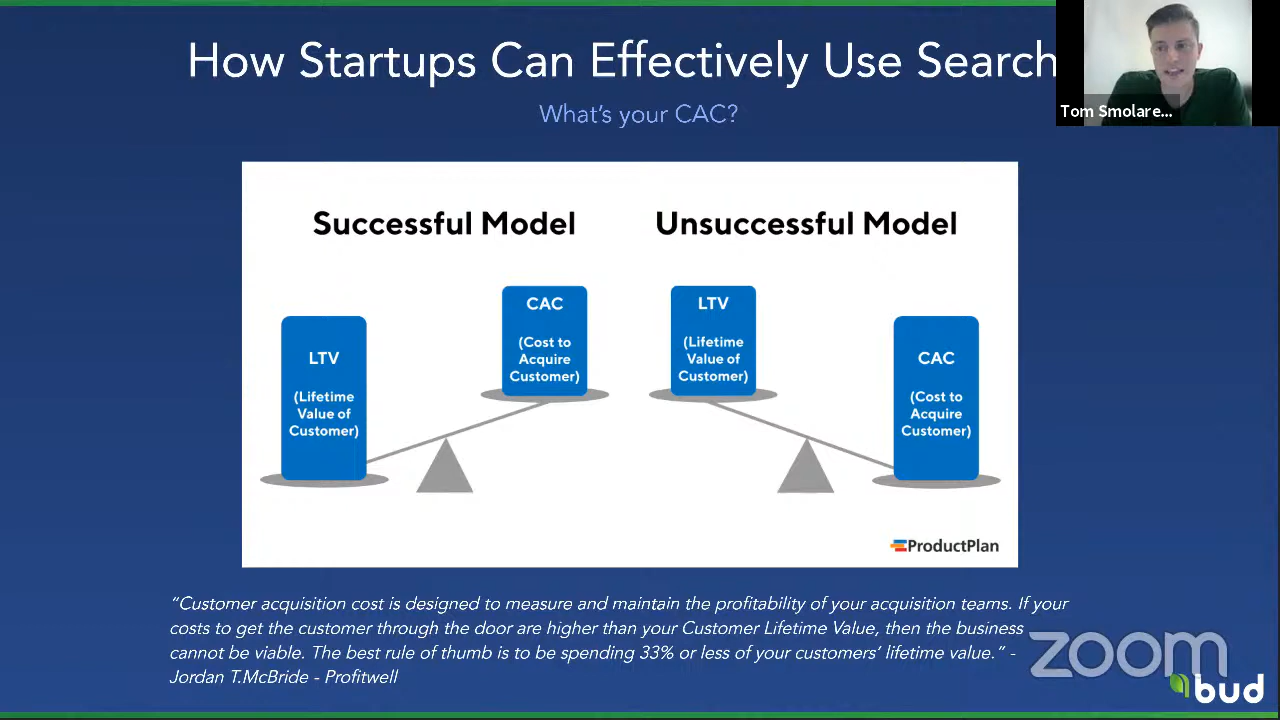 How Startups Can Effectively Use Search
What's your CAC?
Tom Smolare...
Successful Model
Unsuccessful Model
LTV
(Lifetime
Value of
Customer)
CAC
(Cost to
Acquire
Customer)
LTV
(Lifetime
Value of
Customer)
CAC
(Cost to
Acquire
Customer)
ProductPlan
“Customer acquisition cost is designed to measure and maintain the profitability of your acquisition teams. If your
costs to get the customer through the door are higher than your Customer Lifetime Value, then the business
cannot be viable. The best rule of thumb is to be spending 33% or less of your customers’ lifetime value.” -
Jordan T.McBride - Profitwell
zoom
bud